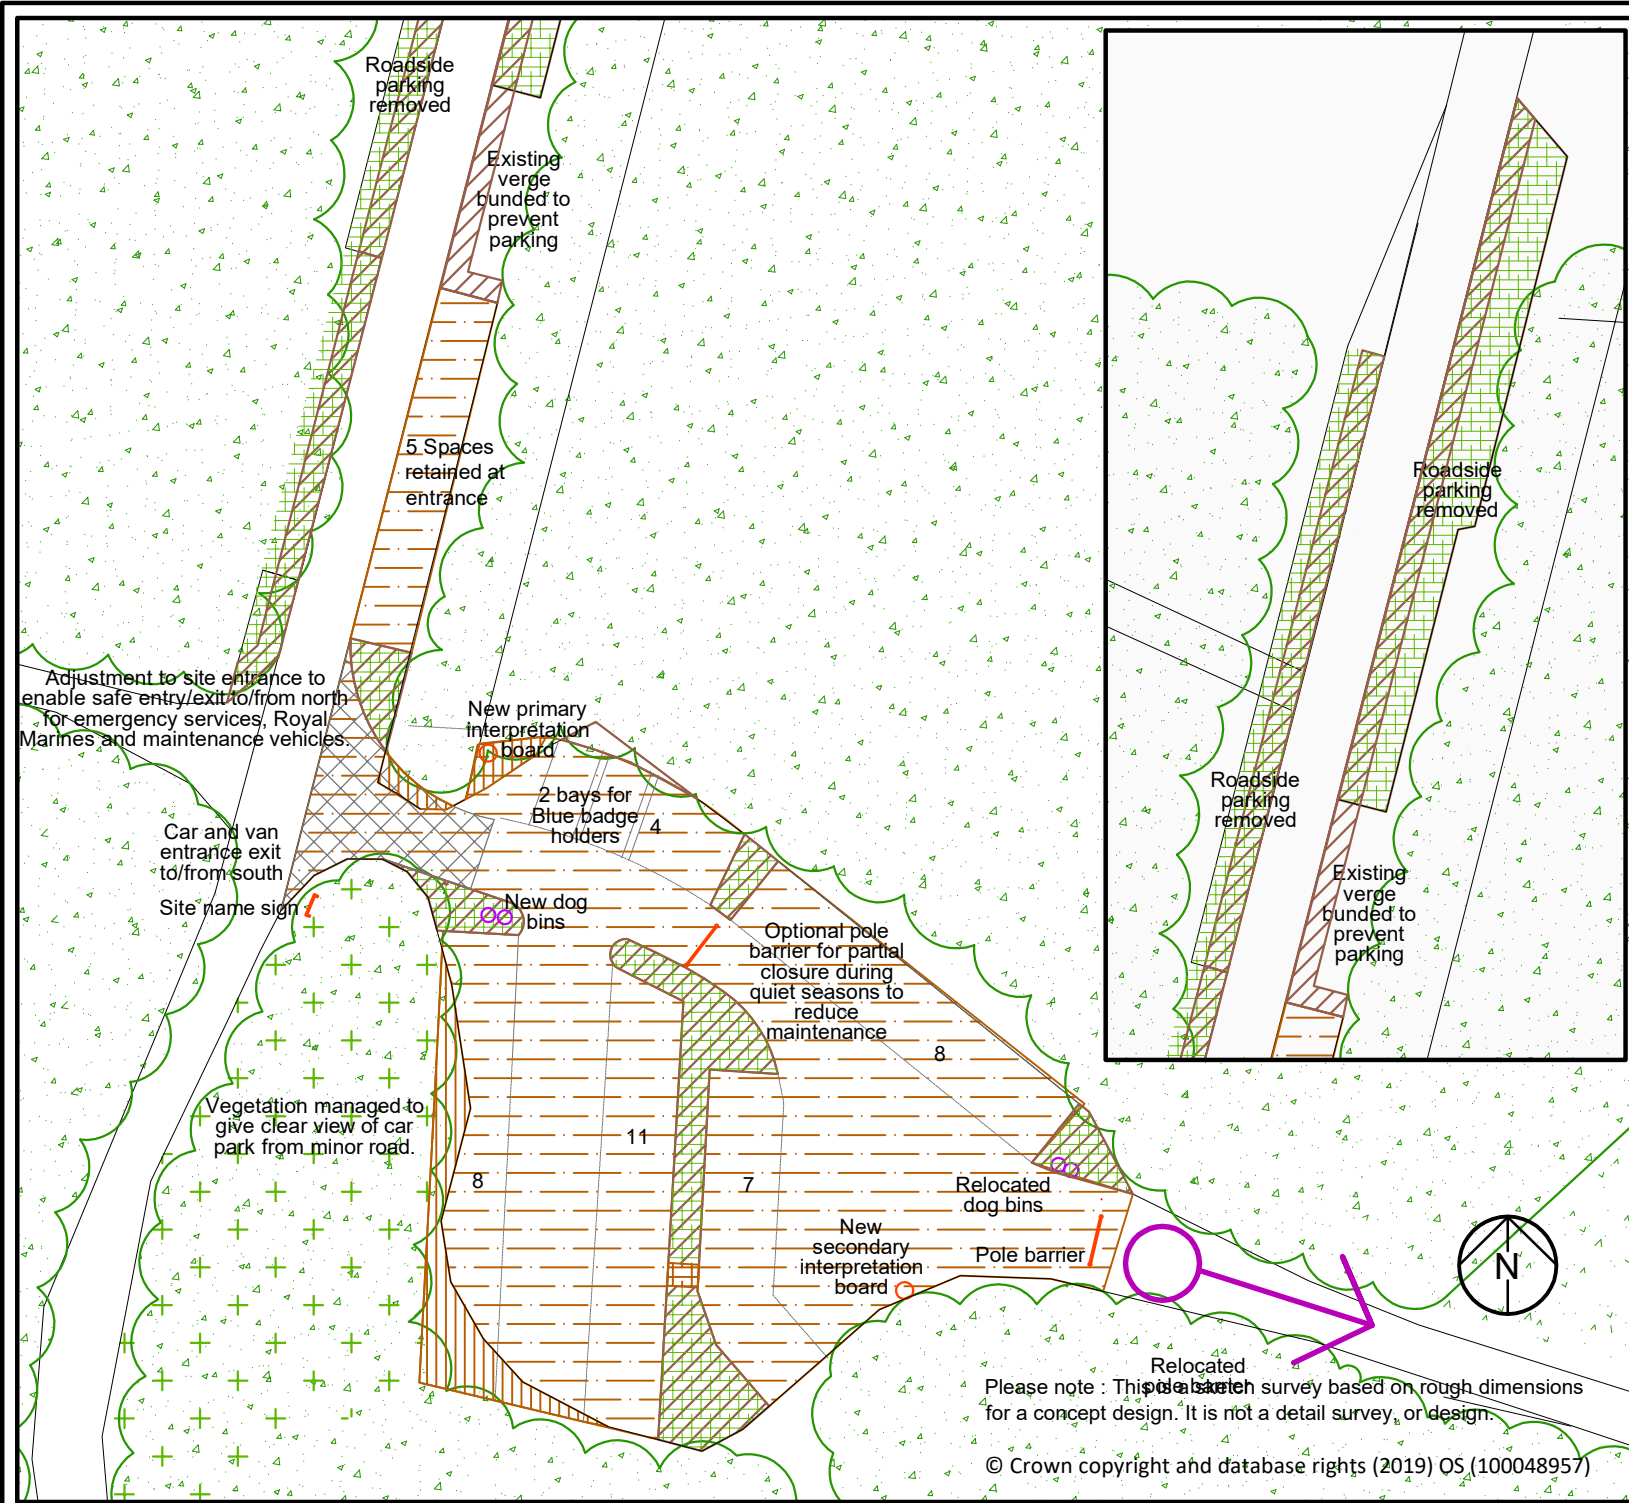 Roadside
parking
removed
Existing
verge
bunded to
prevent
parking
5 Spaces
retained at
entrance
Adjustment to site entrance to
enable safe entry/exit to/from north
for emergency services, Royal
Marines and maintenance vehicles.
New primary
interpretation
board
2 bays for
Blue badge
holders
4
Car and van
entrance exit
to/from south
Site name sign
New dog
bins
Optional pole
barrier for partial
closure during
quiet seasons to
reduce
maintenance
8
Vegetation managed to
give clear view of car
park from minor road.
11
8
7
Relocated
dog bins
New
secondary
interpretation
board
Pole barrier
Roadside
parking
removed
Roadside
parking
removed
Existing
verge
bunded to
prevent
parking
N
Relocated
pole barrier
Please note : This is a sketch survey based on rough dimensions
for a concept design. It is not a detail survey, or design.
© Crown copyright and database rights (2019) OS (100048957)